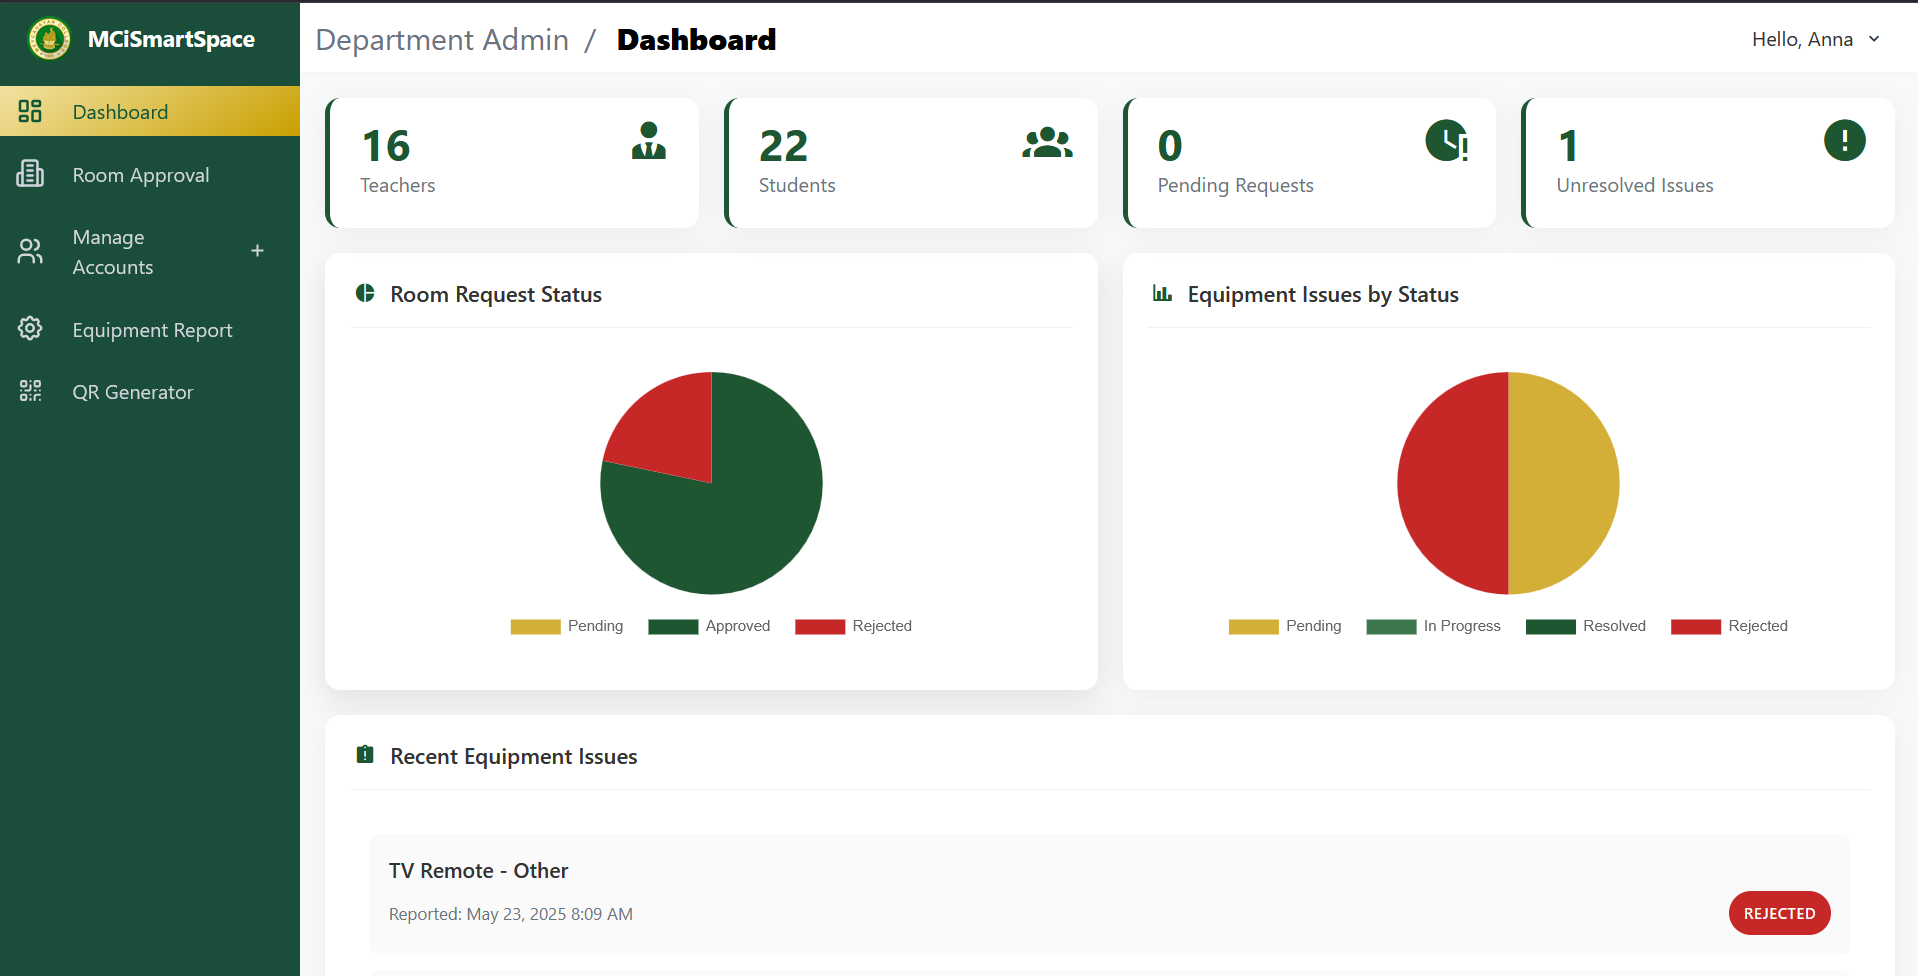 MCiSmartSpace
Department Admin / Dashboard
Hello, Anna
Dashboard
Room Approval
Manage
Accounts
+
Equipment Report
QR Generator
16
Teachers
22
Students
0
Pending Requests
1
Unresolved Issues
Room Request Status
Pending
Approved
Rejected
Equipment Issues by Status
Pending
In Progress
Resolved
Rejected
Recent Equipment Issues
TV Remote - Other
Reported: May 23, 2025 8:09 AM
REJECTED